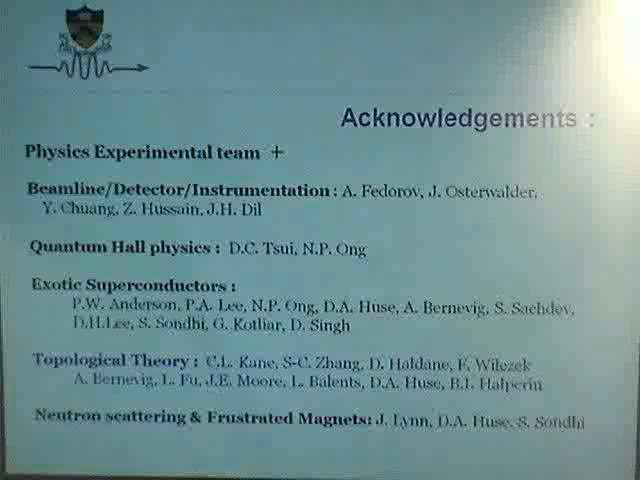 Acknowledgements :
Physics Experimental team +
Beamline/Detector/Instrumentation : A. Fedorov, J. Osterwalder,
Y. Chuang, Z. Hussain, J.H. Dil
Quantum Hall physics : D.C. Tsui, N.P. Ong
Exotic Superconductors :
P.W. Anderson, P.A. Lee, N.P. Ong, D.A. Huse, A. Bernevig, S. Sachdev,
D.H.Lee, S. Sondhi, G. Kotliar, D. Singh
Topological Theory : C.L. Kane, S-C. Zhang, D. Haldane, F. Wilczek
A. Bernevig, L. Fu, J.E. Moore, L. Balents, D.A. Huse, B.I. Halperin
Neutron scattering & Frustrated Magnets: J. Lynn, D.A. Huse, S. Sondhi